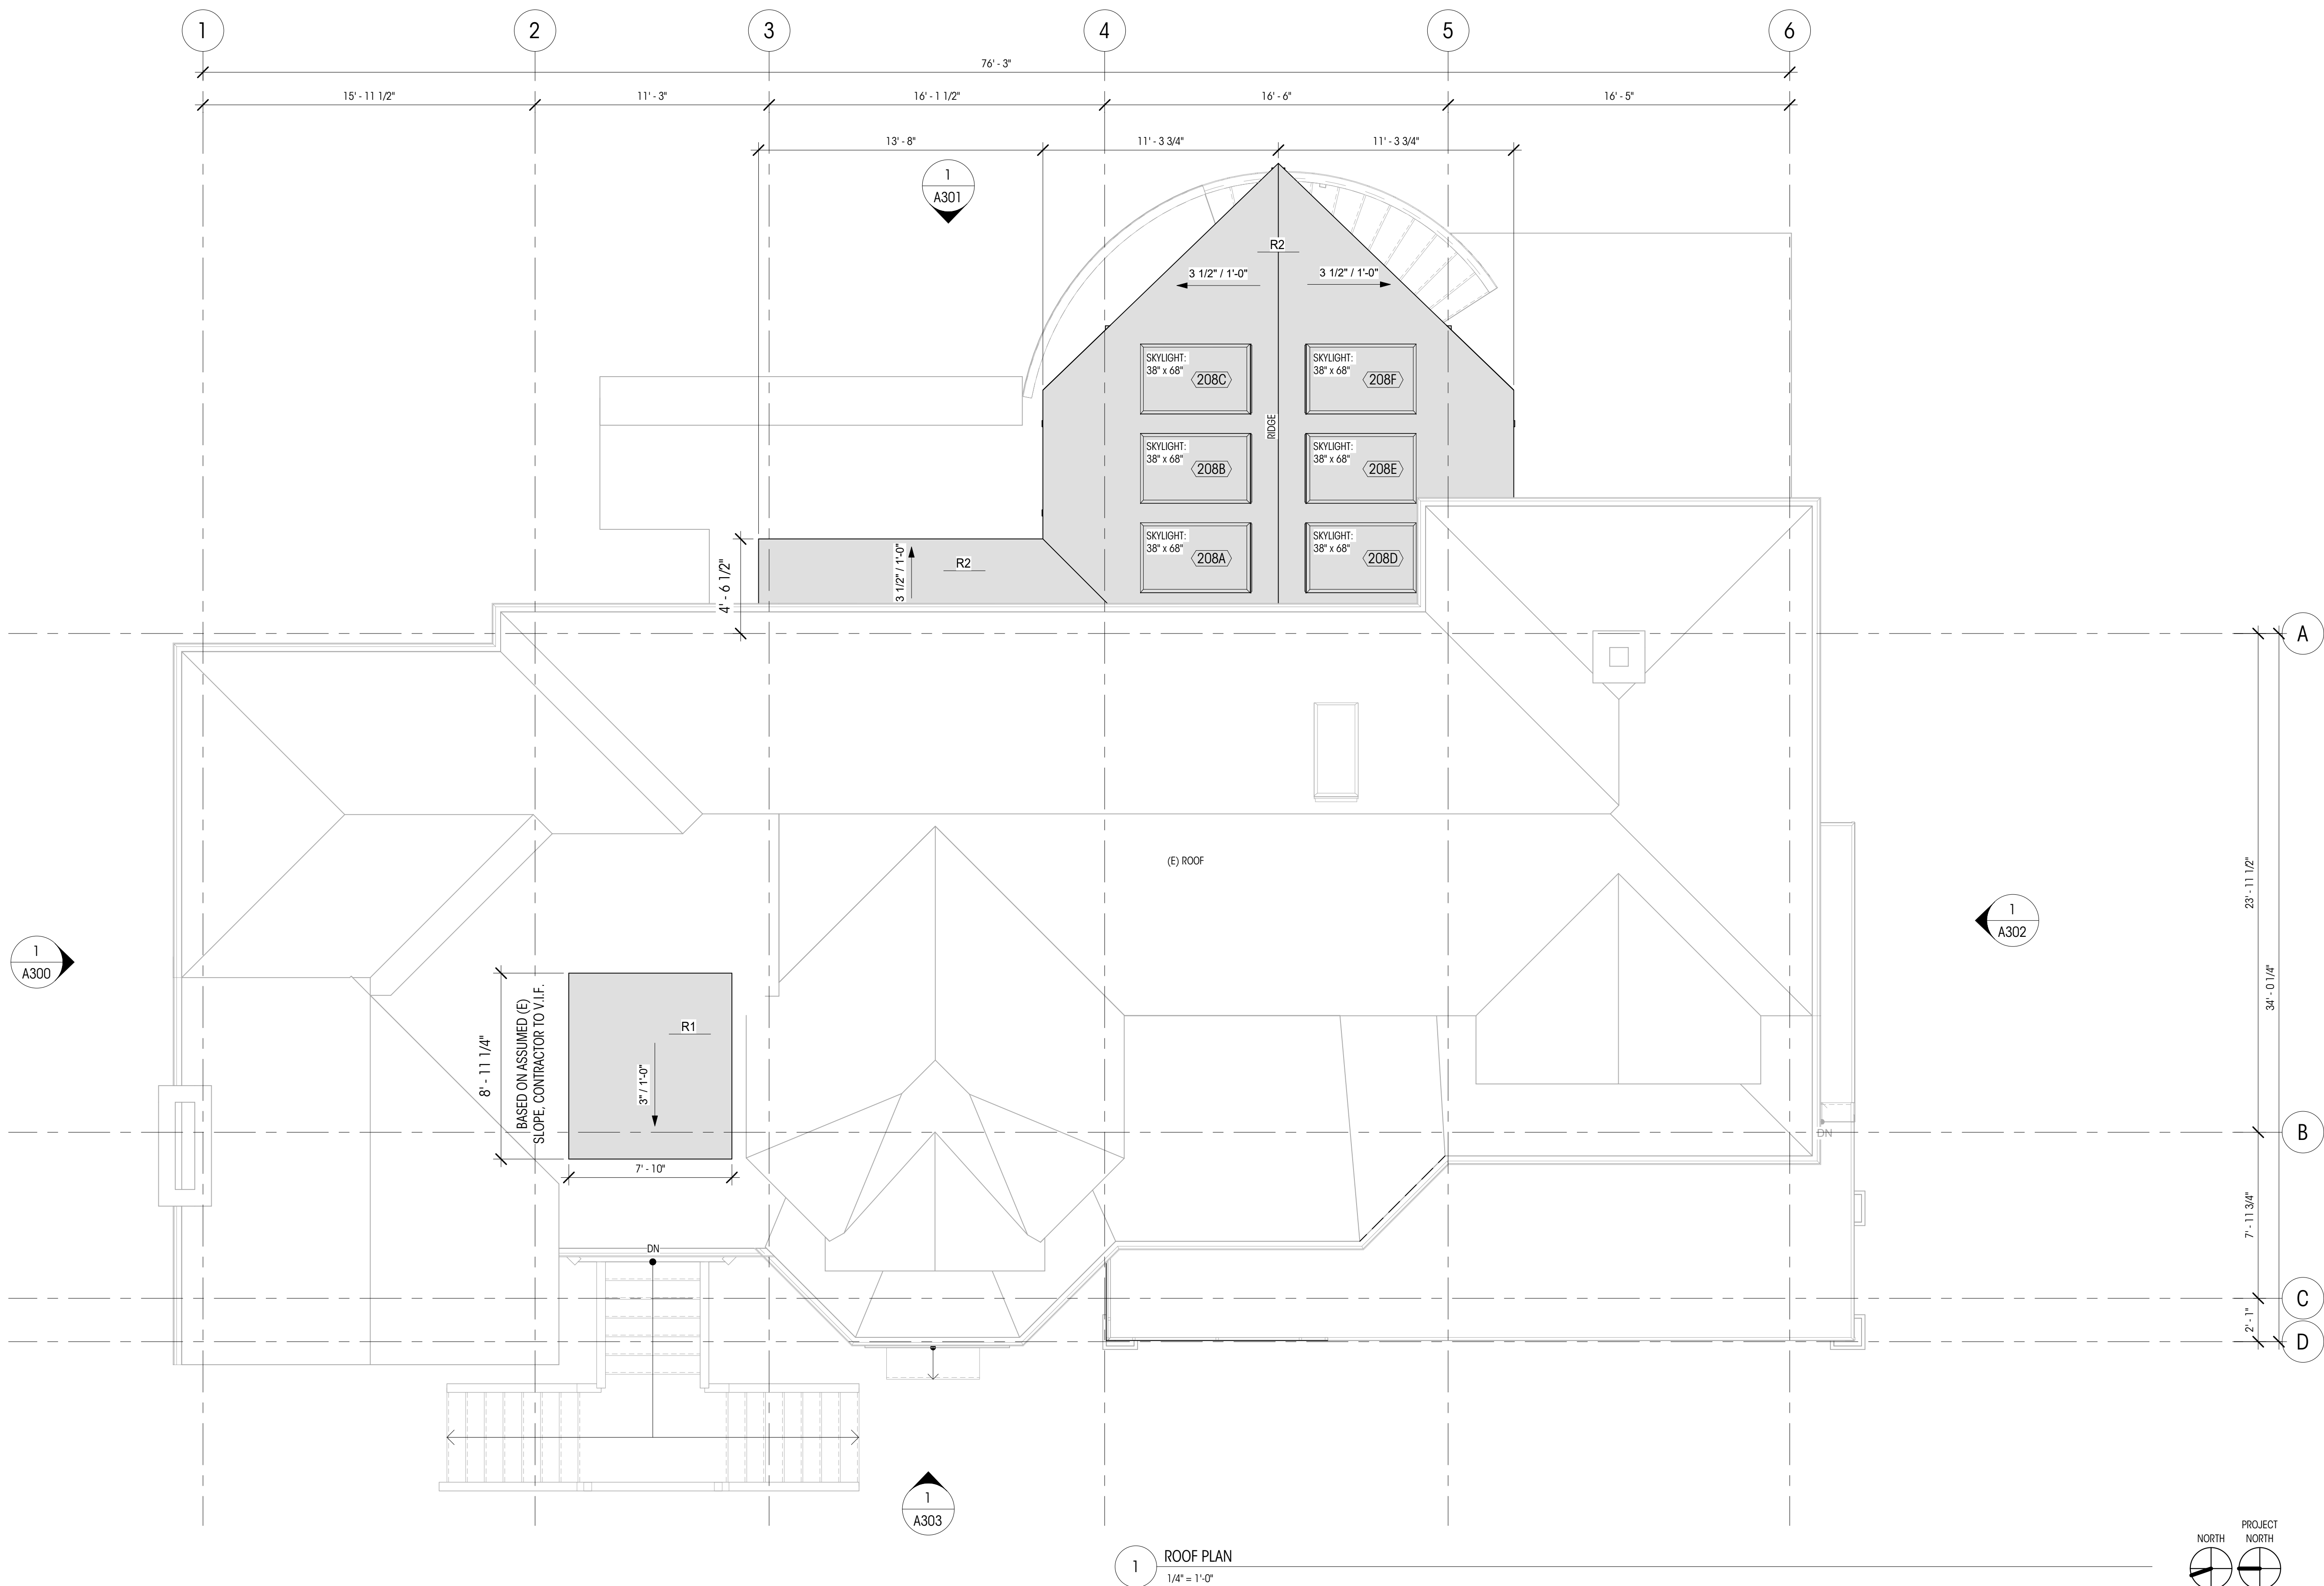 1
2
3
4
5
6
76' - 3"
15' - 11 1/2"
11' - 3"
16' - 1 1/2"
16' - 6"
16' - 5"
13' - 8"
11' - 3 3/4"
11' - 3 3/4"
1
A301
R2
3 1/2" / 1'-0"
3 1/2" / 1'-0"
SKYLIGHT:
38" x 68"
208C
SKYLIGHT:
38" x 68"
208F
RIDGE
SKYLIGHT:
38" x 68"
208B
SKYLIGHT:
38" x 68"
208E
SKYLIGHT:
38" x 68"
208A
SKYLIGHT:
38" x 68"
208D
4' - 6 1/2"
3 1/2" / 1'-0"
R2
A
(E) ROOF
23' - 11 1/2"
34' - 0 1/4"
1
A300
1
A302
8' - 11 1/4"
BASED ON ASSUMED (E)
SLOPE, CONTRACTOR TO V.I.F.
R1
3" / 1'-0"
7' - 10"
DN
B
7' - 11 3/4"
DN
C
2' - 1"
D
1
A303
1
ROOF PLAN
1/4" = 1'-0"
NORTH
PROJECT
NORTH